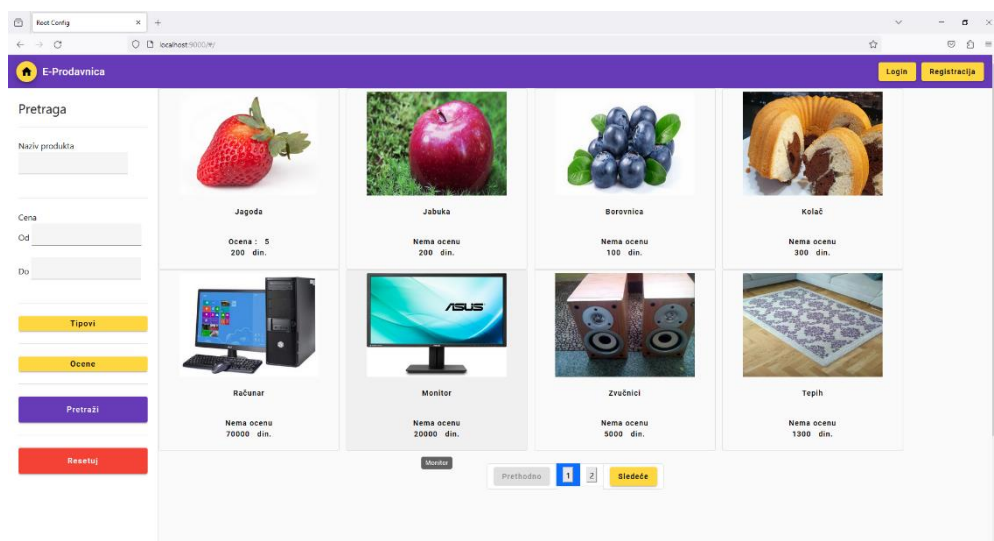 Root Config
localhost:9000/#/
E-Prodavnica
Login
Registracija
Pretraga
Naziv produkta
Cena
Od
Do
Tipovi
Ocene
Pretraži
Resetuj
Jagoda
Ocena : 5
200 din.
Jabuka
Nema ocenu
200 din.
Borovnica
Nema ocenu
100 din.
Kolač
Nema ocenu
300 din.
Računar
Nema ocenu
70000 din.
ASUS
Monitor
Nema ocenu
20000 din.
Zvučnici
Nema ocenu
5000 din.
Tepih
Nema ocenu
1300 din.
Monitor
Prethodno
1
2
Sledeće